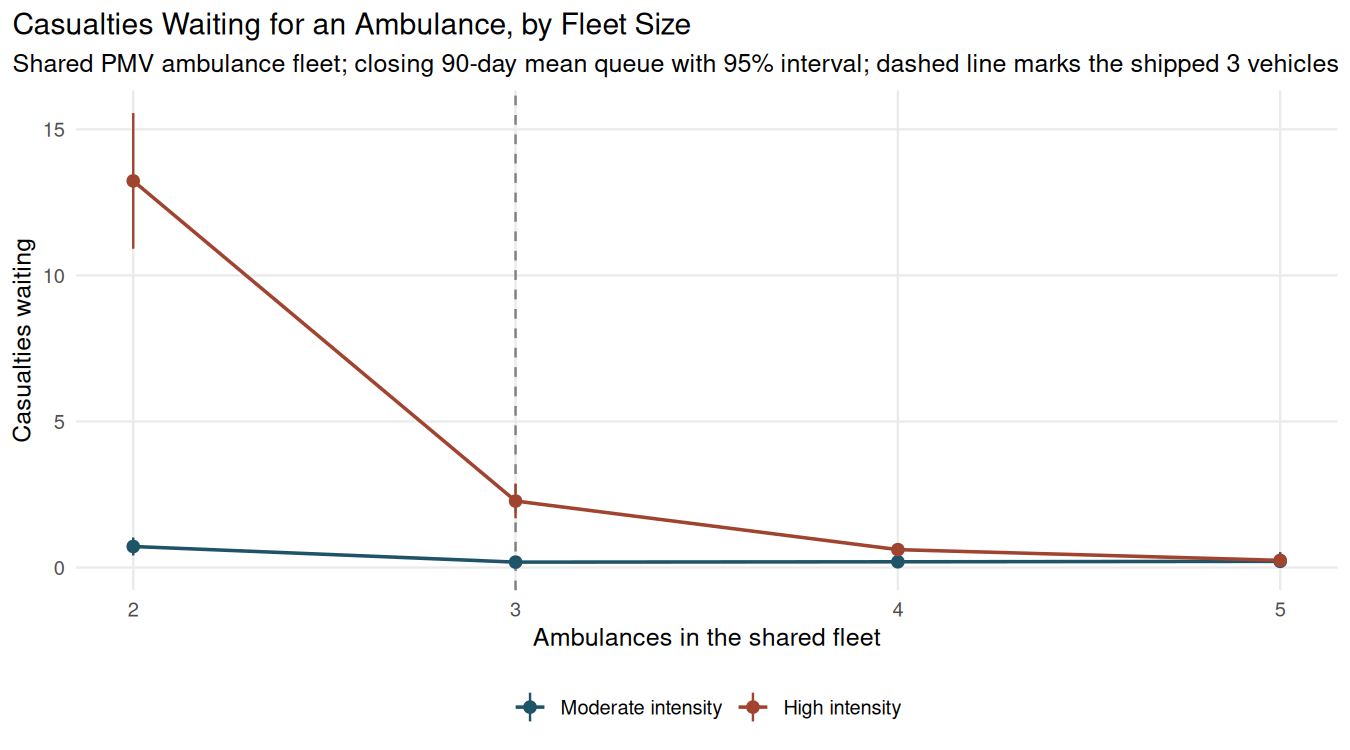 Casualties Waiting for an Ambulance, by Fleet Size
Shared PMV ambulance fleet; closing 90-day mean queue with 95% interval; dashed line marks the shipped 3 vehicles
15
10
5
0
Casualties waiting
2 3 4 5
Ambulances in the shared fleet
Moderate intensity High intensity